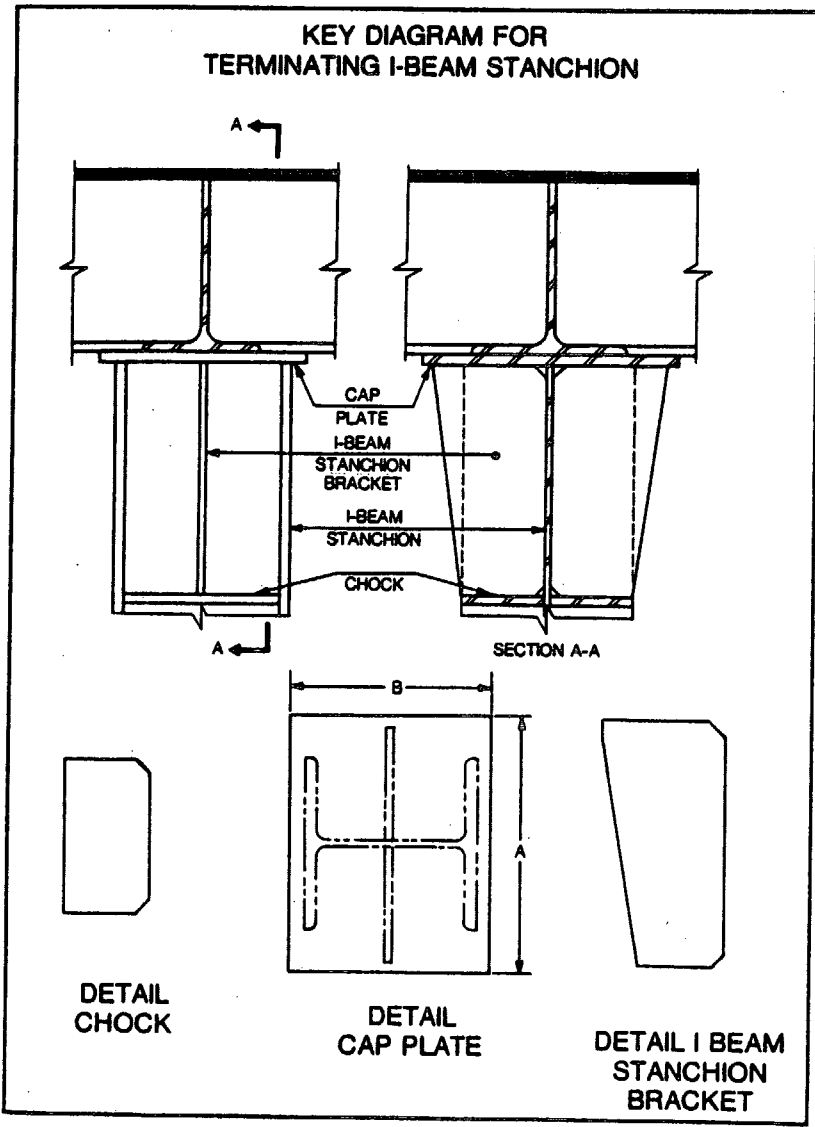 KEY DIAGRAM FOR
TERMINATING I-BEAM STANCHION
A
CAP
PLATE
I-BEAM
STANCHION
BRACKET
I-BEAM
STANCHION
CHOCK
A
SECTION A-A
B
A
DETAIL
CHOCK
DETAIL
CAP PLATE
DETAIL I BEAM
STANCHION
BRACKET